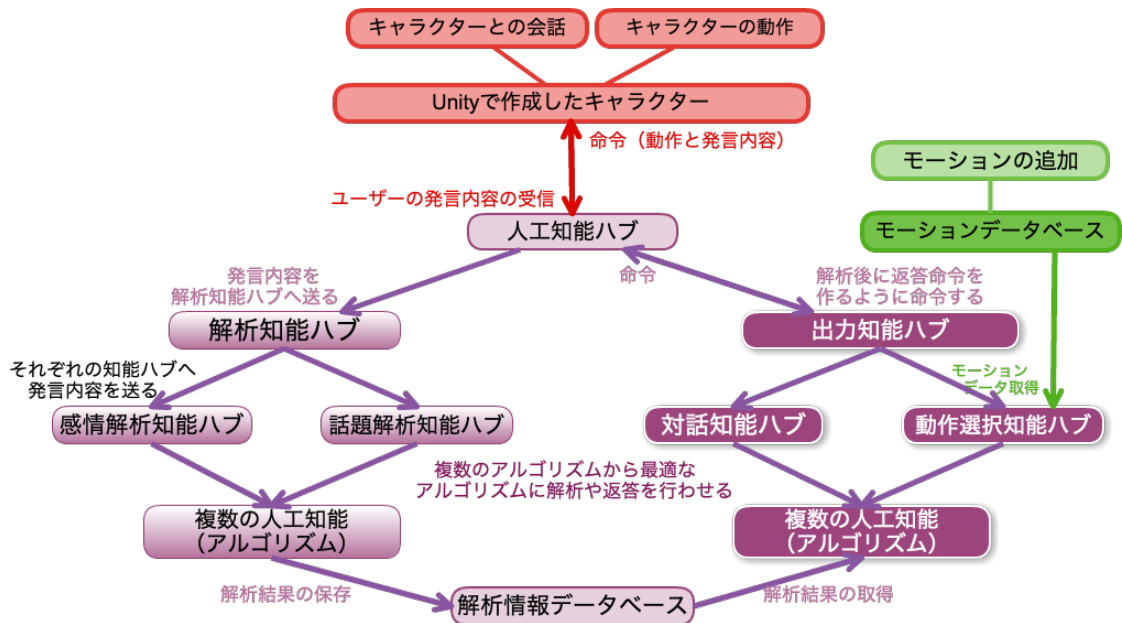 キャラクターとの会話
キャラクターの動作
Unityで作成したキャラクター
命令（動作と発言内容）
モーションの追加
ユーザーの発言内容の受信
人工知能ハブ
モーションデータベース
発言内容を
解析知能ハブへ送る
命令
解析後に返答命令を
作るように命令する
解析知能ハブ
出力知能ハブ
それぞれの知能ハブへ
発言内容を送る
モーション
データ取得
感情解析知能ハブ
話題解析知能ハブ
対話知能ハブ
動作選択知能ハブ
複数のアルゴリズムから最適な
アルゴリズムに解析や返答を行わせる
複数の人工知能
（アルゴリズム）
複数の人工知能
（アルゴリズム）
解析結果の保存
解析情報データベース
解析結果の取得